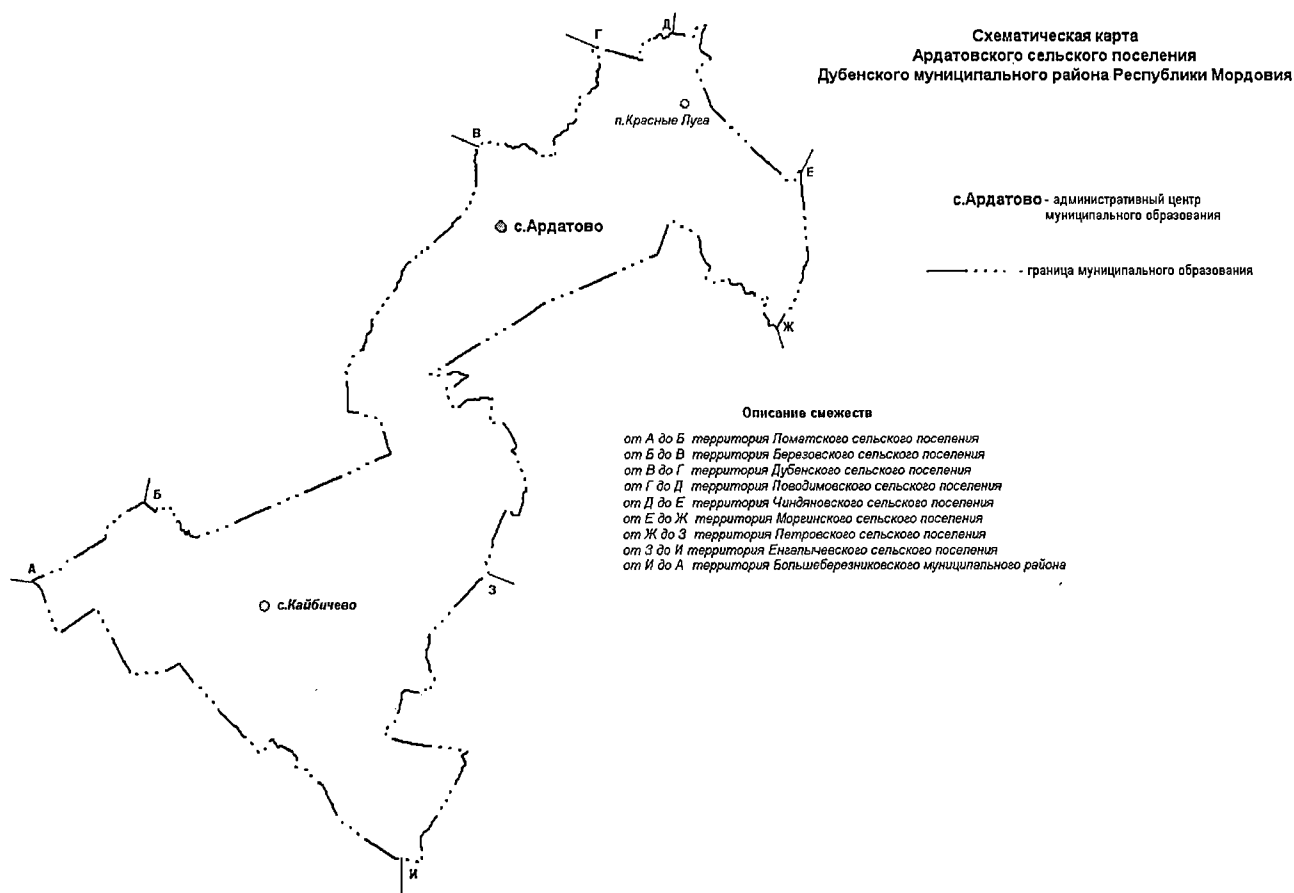 Схематическая карта
Ардатовского сельского поселения
Дубенского муниципального района Республики Мордовия
Д
Г
п.Красные Луга
В
Е
с.Ардатово - административный центр
муниципального образования
с.Ардатово
- граница муниципального образования
Ж
Описание смежеств
от А до Б территория Ломатского сельского поселения
от Б до В территория Березовского сельского поселения
от В до Г территория Дубенского сельского поселения
от Г до Д территория Поводимовского сельского поселения
от Д до Е территория Чиндяновского сельского поселения
от Е до Ж территория Моргинского сельского поселения
от Ж до З территория Петровского сельского поселения
от З до И территория Енгалычевского сельского поселения
от И до А территория Большеберезниковского муниципального района
Б
А
З
с.Кайбичево
И